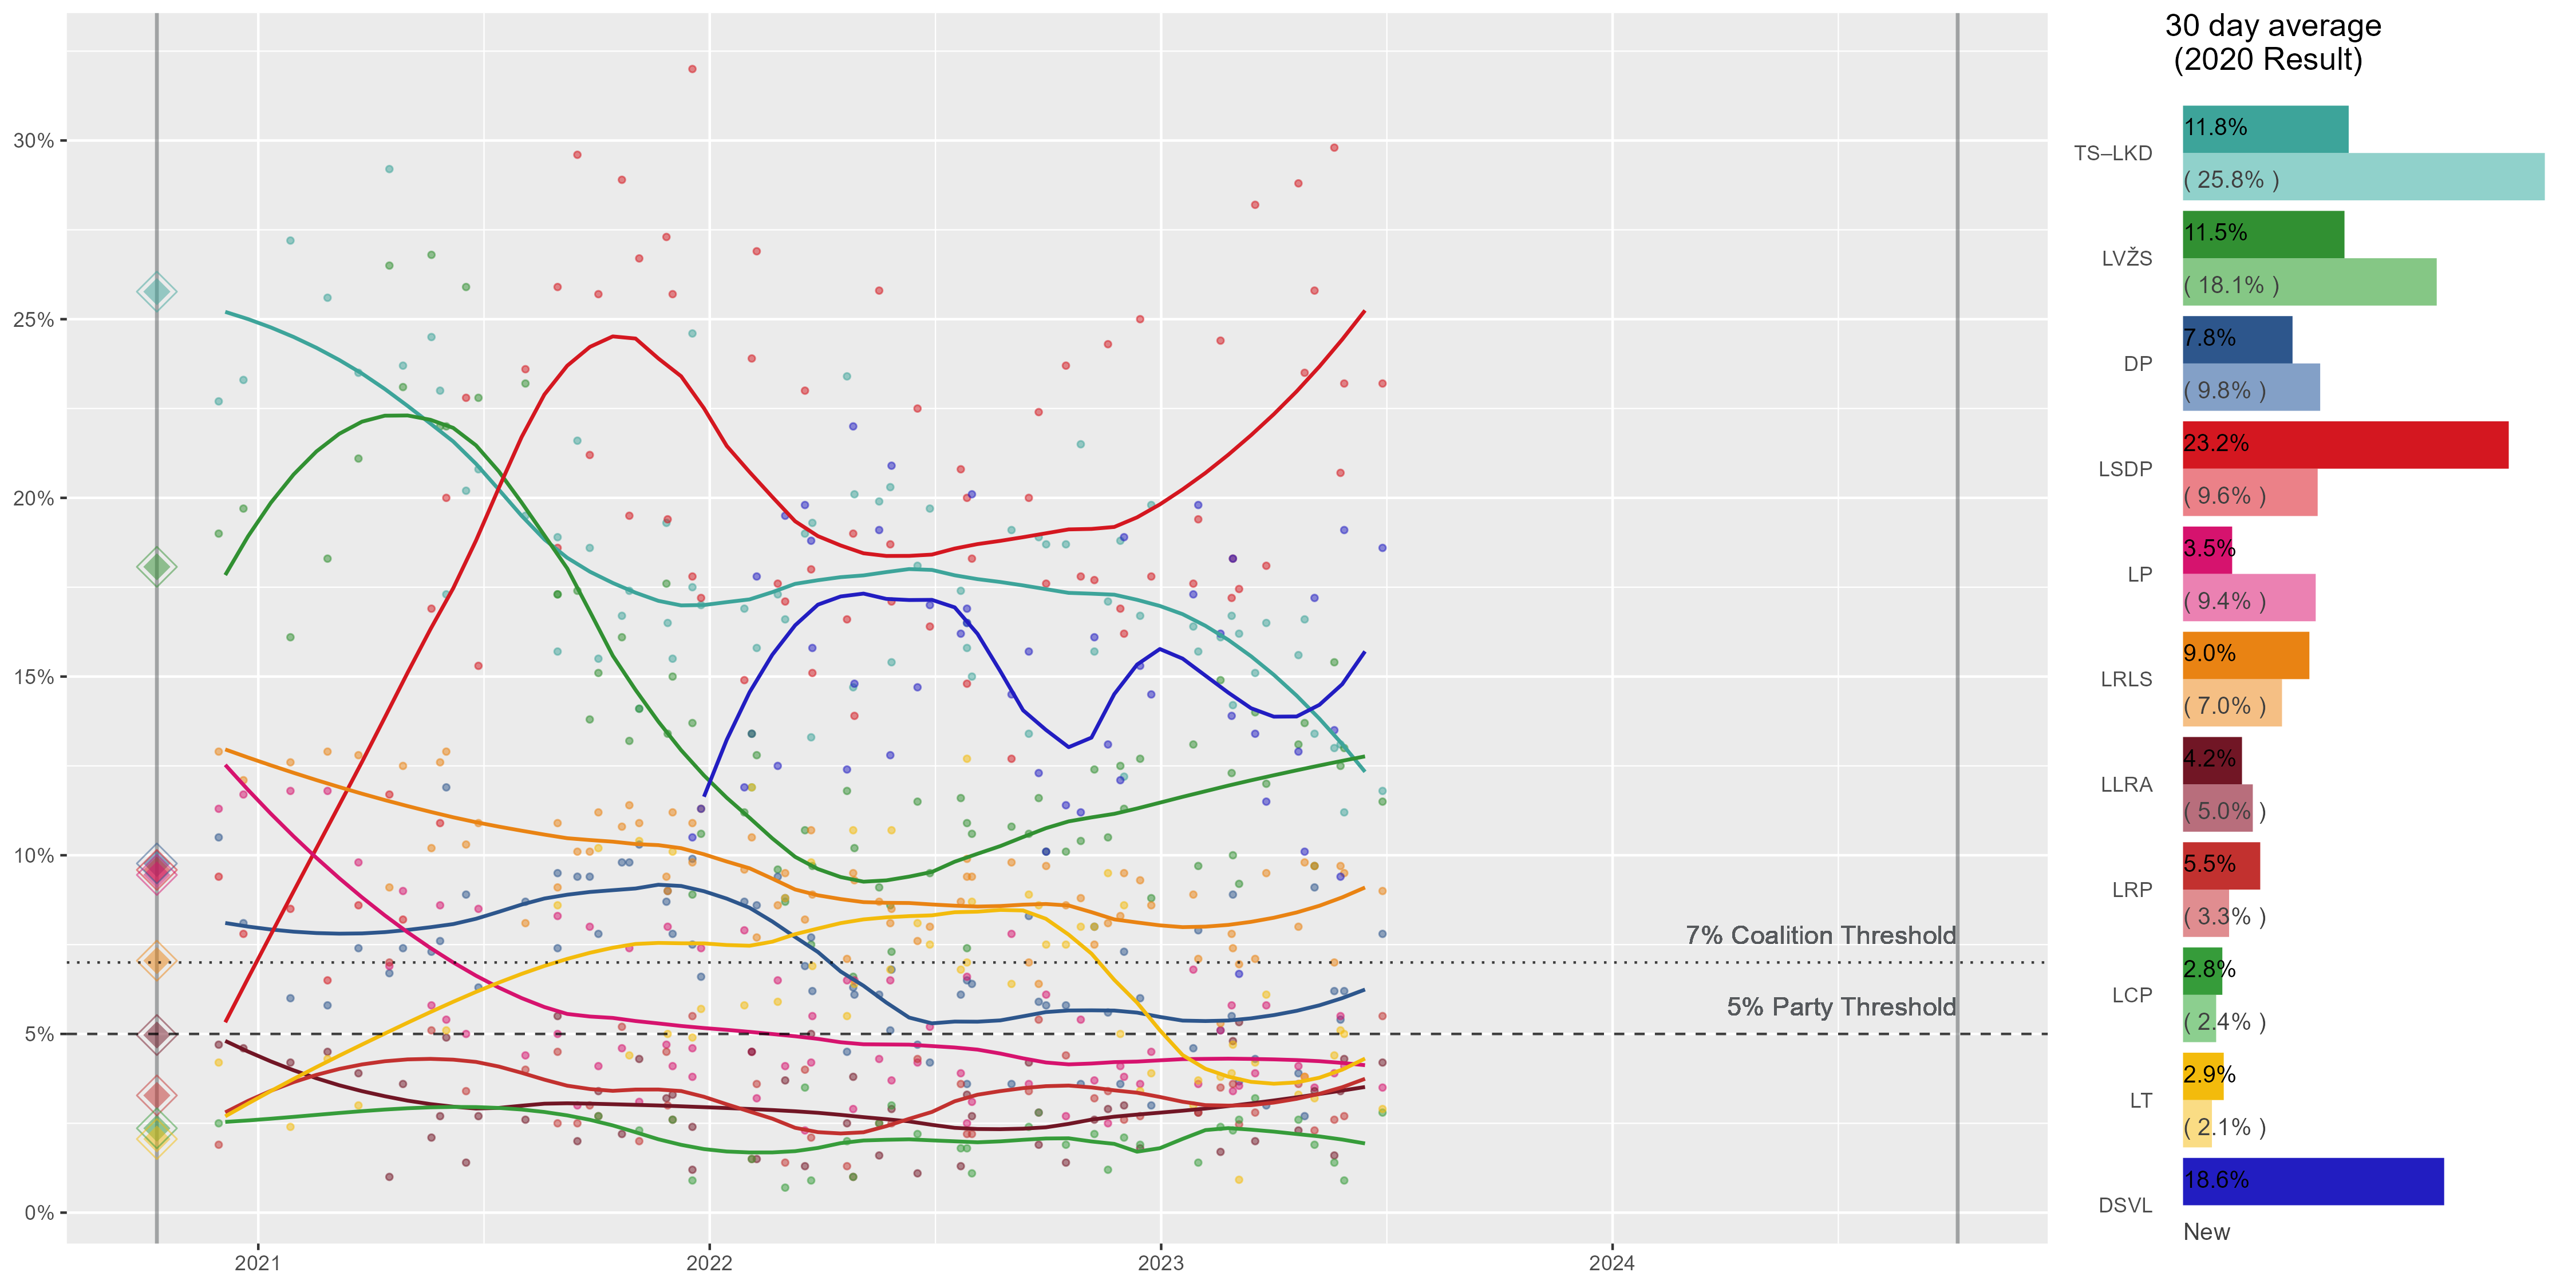 30%
25%
20%
15%
10%
5%
0%
2021
2022
2023
2024
7% Coalition Threshold
5% Party Threshold
30 day average
(2020 Result)
TS–LKD
11.8%
( 25.8% )
LVŽS
11.5%
( 18.1% )
DP
7.8%
( 9.8% )
LSDP
23.2%
( 9.6% )
LP
3.5%
( 9.4% )
LRLS
9.0%
( 7.0% )
LLRA
4.2%
( 5.0% )
LRP
5.5%
( 3.3% )
LCP
2.8%
( 2.4% )
LT
2.9%
( 2.1% )
DSVL
18.6%
New